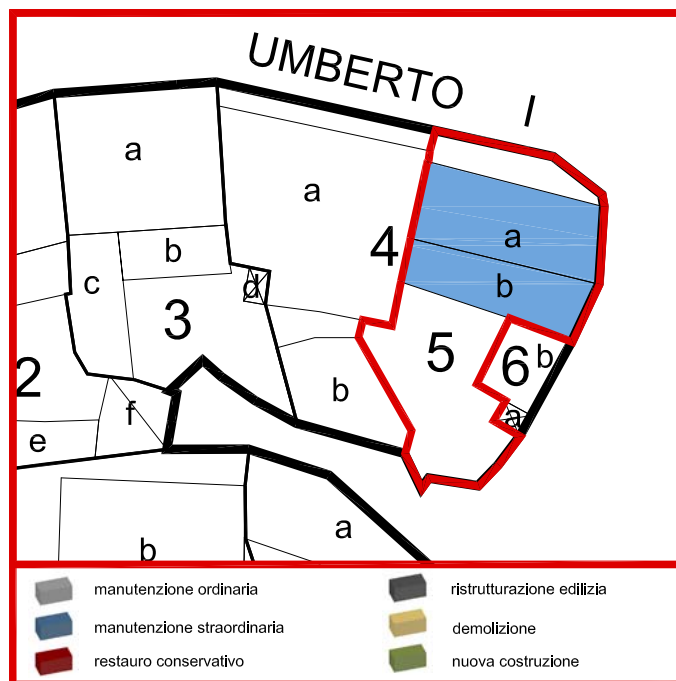 UMBERTO I
a
a
b
c
d
3
4
a
b
5
6
b
a
2
b
f
e
a
b
manutenzione ordinaria
ristrutturazione edilizia
manutenzione straordinaria
demolizione
restauro conservativo
nuova costruzione